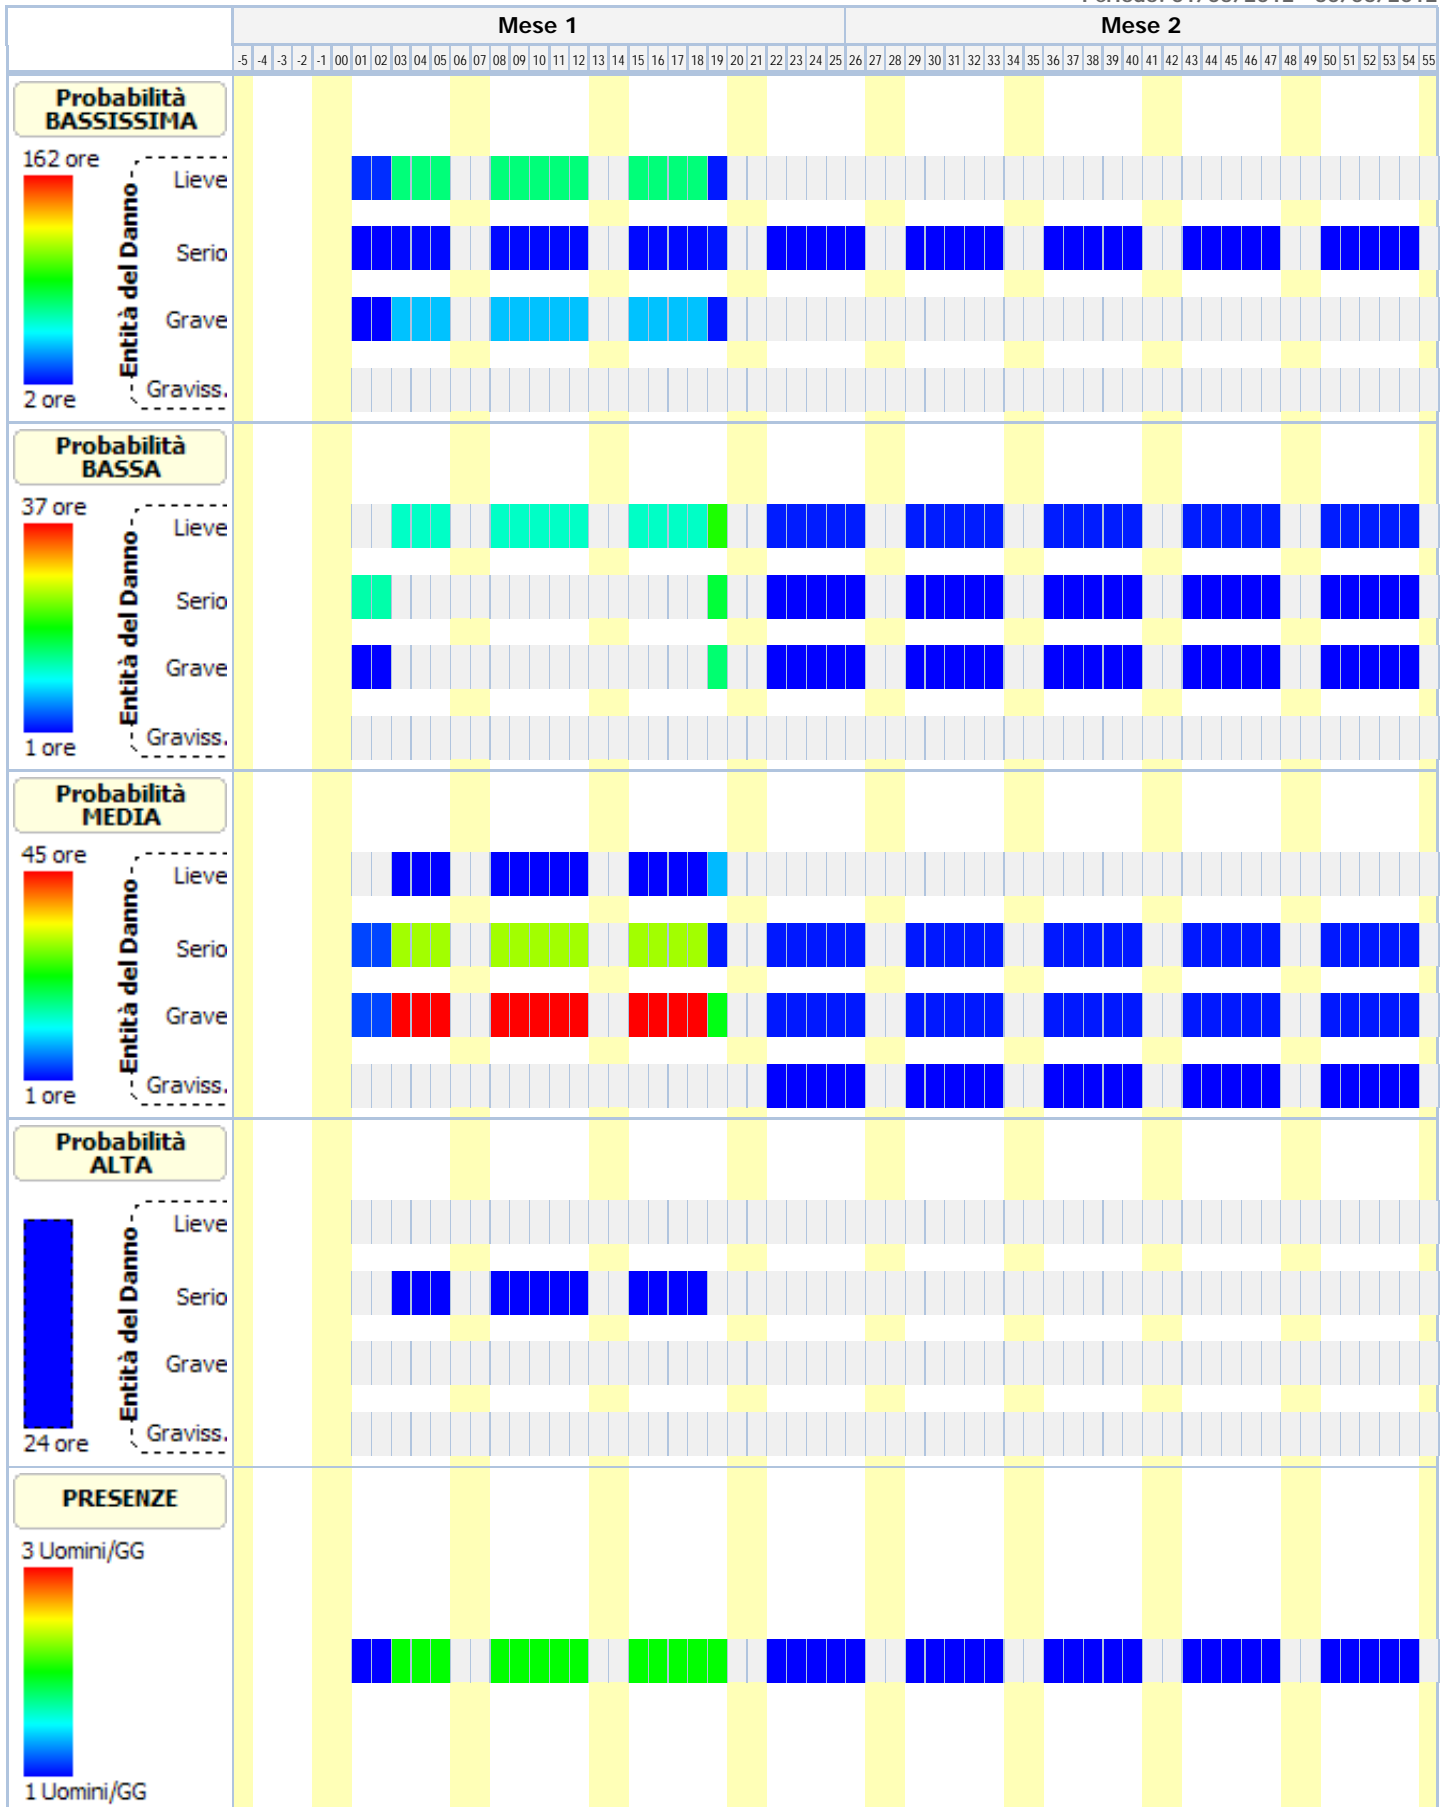 Mese 1 Mese 2
-5 -4 -3 -2 -1 00 01 02 03 04 05 06 07 08 09 10 11 12 13 14 15 16 17 18 19 20 21 22 23 24 25 26 27 28 29 30 31 32 33 34 35 36 37 38 39 40 41 42 43 44 45 46 47 48 49 50 51 52 53 54 55
Probabilità
BASSISSIMA
162 ore
Entità del Danno
Lieve
Serio
Grave
Graviss.
2 ore
Probabilità
BASSA
37 ore
Entità del Danno
Lieve
Serio
Grave
Graviss.
1 ore
Probabilità
MEDIA
45 ore
Entità del Danno
Lieve
Serio
Grave
Graviss.
1 ore
Probabilità
ALTA
Entità del Danno
Lieve
Serio
Grave
Graviss.
24 ore
PRESENZE
3 Uomini/GG
1 Uomini/GG